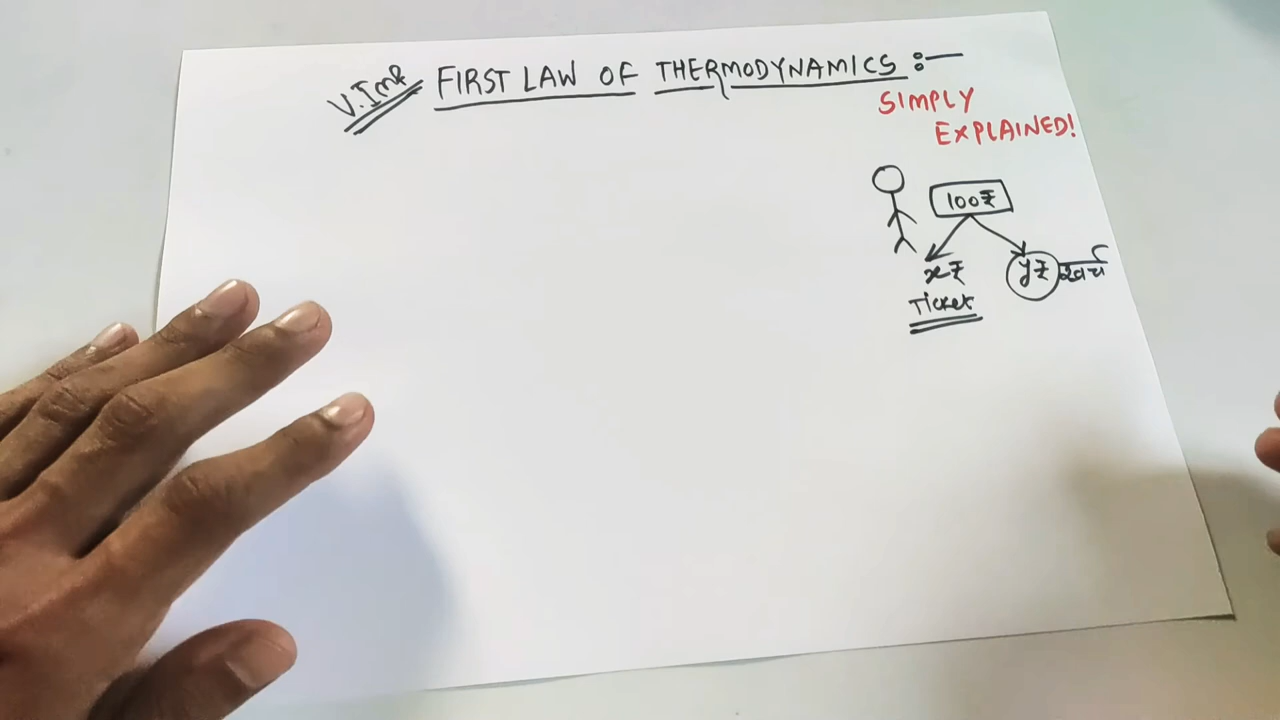 V.Imp FIRST LAW OF THERMODYNAMICS :—
SIMPLY
EXPLAINED!
100₹
x₹ y₹ खर्चा
Ticket